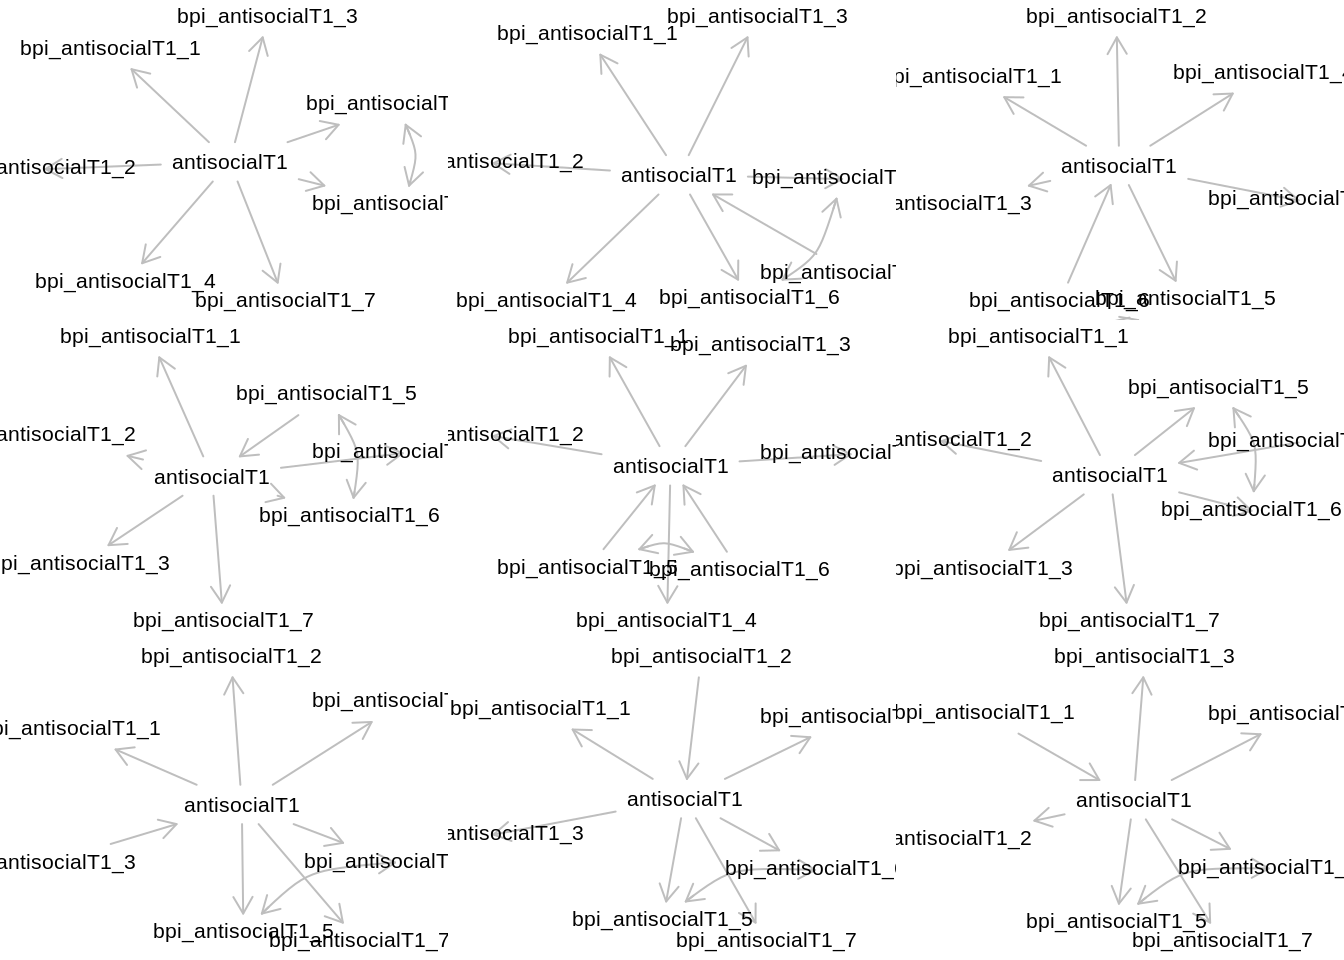 bpi_antisocialT1_3
bpi_antisocialT1_1
bpi_antisocialT
antisocialT1
antisocialT1_2
bpi_antisocialT
bpi_antisocialT1_4
bpi_antisocialT1_7
bpi_antisocialT1_3
bpi_antisocialT1_1
antisocialT1_2
antisocialT1
bpi_antisocialT
bpi_antisocialT
bpi_antisocialT1_4
bpi_antisocialT1_6
bpi_antisocialT1_2
pi_antisocialT1_1
bpi_antisocialT1_4
antisocialT1
bpi_antisocialT
antisocialT1_3
bpi_antisocialT1_6
bpi_antisocialT1_5
bpi_antisocialT1_1
bpi_antisocialT1_5
antisocialT1_2
bpi_antisocialT
antisocialT1
bpi_antisocialT1_6
pi_antisocialT1_3
bpi_antisocialT1_7
bpi_antisocialT1_1
bpi_antisocialT1_3
antisocialT1_2
bpi_antisocialT
antisocialT1
bpi_antisocialT1_5
bpi_antisocialT1_6
bpi_antisocialT1_4
bpi_antisocialT1_1
bpi_antisocialT1_5
antisocialT1_2
bpi_antisocialT
antisocialT1
bpi_antisocialT1_6
bpi_antisocialT1_3
bpi_antisocialT1_7
bpi_antisocialT1_2
bpi_antisocialT
pi_antisocialT1_1
antisocialT1
antisocialT1_3
bpi_antisocialT
bpi_antisocialT1_5
bpi_antisocialT1_7
bpi_antisocialT1_2
bpi_antisocialT1_1
bpi_antisocialT
antisocialT1
antisocialT1_3
bpi_antisocialT1_
bpi_antisocialT1_5
bpi_antisocialT1_7
bpi_antisocialT1_3
bpi_antisocialT1_1
bpi_antisocialT
antisocialT1
antisocialT1_2
bpi_antisocialT1_
bpi_antisocialT1_5
bpi_antisocialT1_7